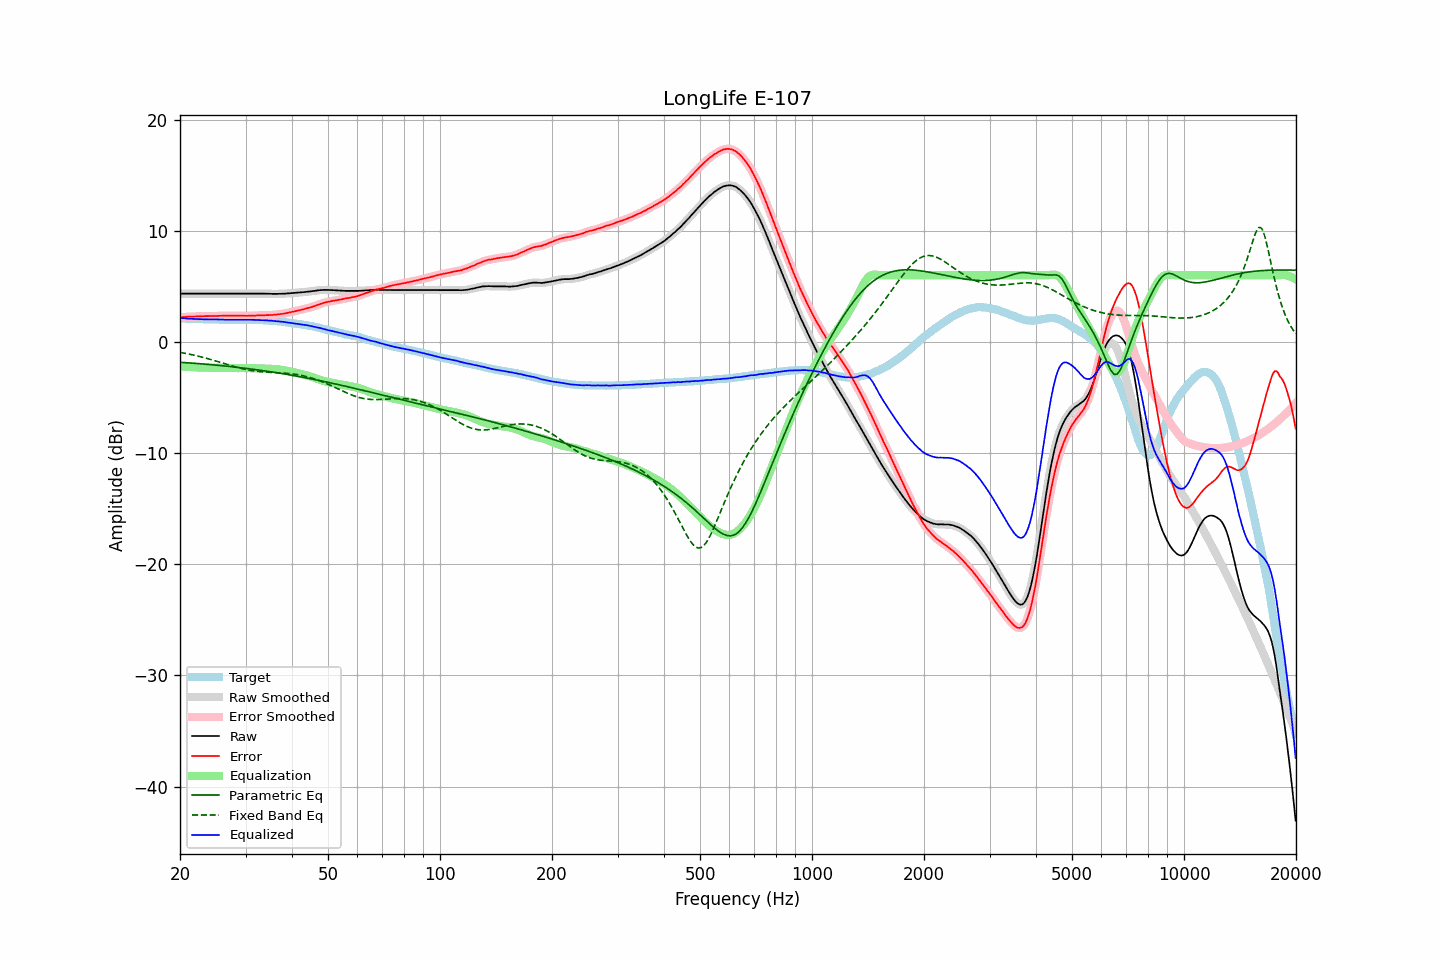 LongLife E-107
20
10
0
−10
−20
−30
−40
Amplitude (dBr)
Target
Raw Smoothed
Error Smoothed
Raw
Error
Equalization
Parametric Eq
Fixed Band Eq
Equalized
20 50 100 200 500 1000 2000 5000 10000 20000
Frequency (Hz)